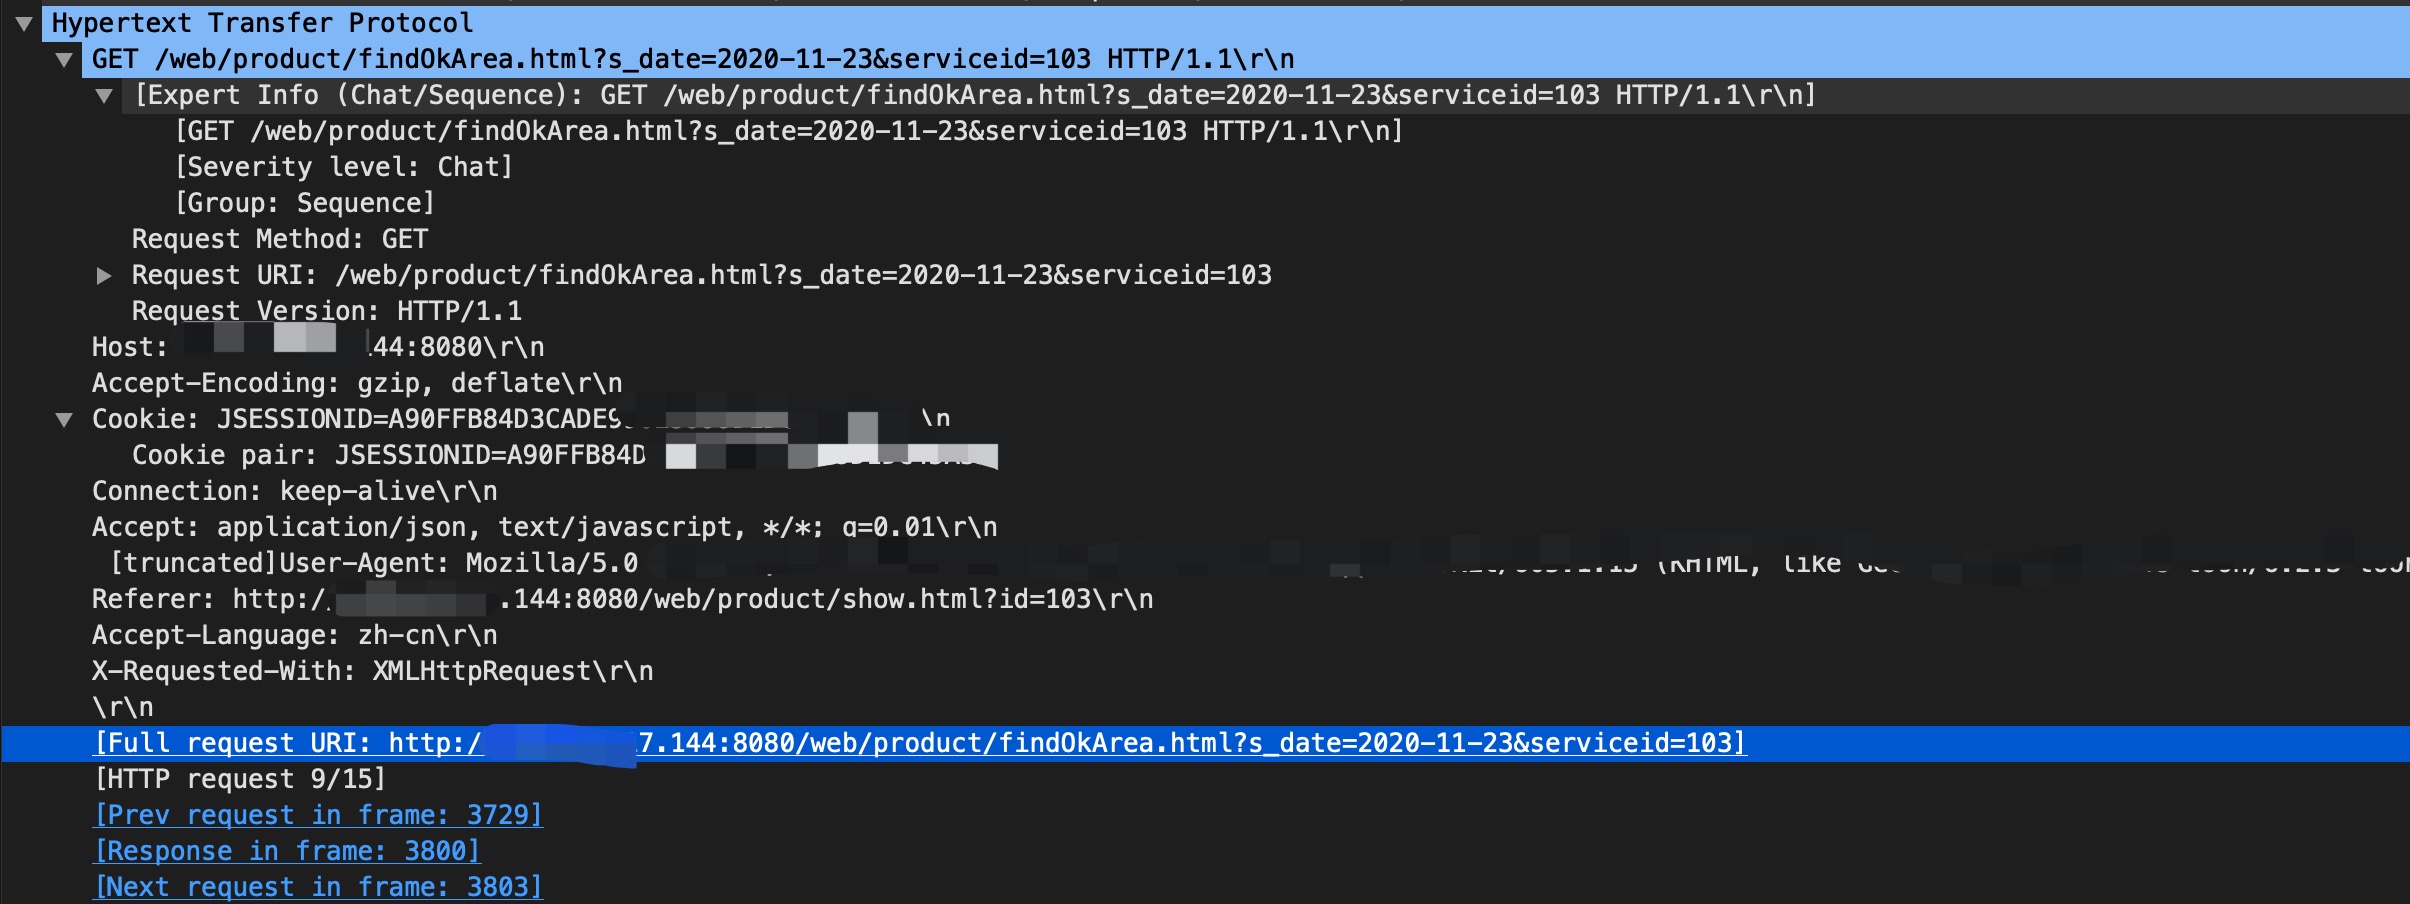 Hypertext Transfer Protocol
GET /web/product/findOkArea.html?s_date=2020-11-23&serviceid=103 HTTP/1.1\r\n
[Expert Info (Chat/Sequence): GET /web/product/findOkArea.html?s_date=2020-11-23&serviceid=103 HTTP/1.1\r\n]
[GET /web/product/findOkArea.html?s_date=2020-11-23&serviceid=103 HTTP/1.1\r\n]
[Severity level: Chat]
[Group: Sequence]
Request Method: GET
Request URI: /web/product/findOkArea.html?s_date=2020-11-23&serviceid=103
Request Version: HTTP/1.1
Host: .44:8080\r\n
Accept-Encoding: gzip, deflate\r\n
Cookie: JSESSIONID=A90FFB84D3CADE9 \n
Cookie pair: JSESSIONID=A90FFB84D
Connection: keep-alive\r\n
Accept: application/json, text/javascript, */*; q=0.01\r\n
[truncated]User-Agent: Mozilla/5.0 (KHTML, like
Referer: http:/ .144:8080/web/product/show.html?id=103\r\n
Accept-Language: zh-cn\r\n
X-Requested-With: XMLHttpRequest\r\n
\r\n
[Full request URI: http:/ 7.144:8080/web/product/findOkArea.html?s_date=2020-11-23&serviceid=103]
[HTTP request 9/15]
[Prev request in frame: 3729]
[Response in frame: 3800]
[Next request in frame: 3803]